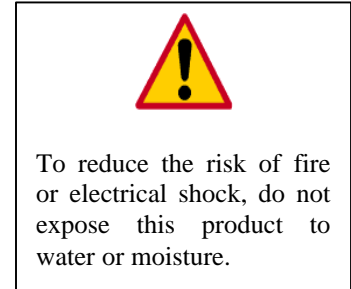 To reduce the risk of fire
or electrical shock, do not
expose this product to
water or moisture.